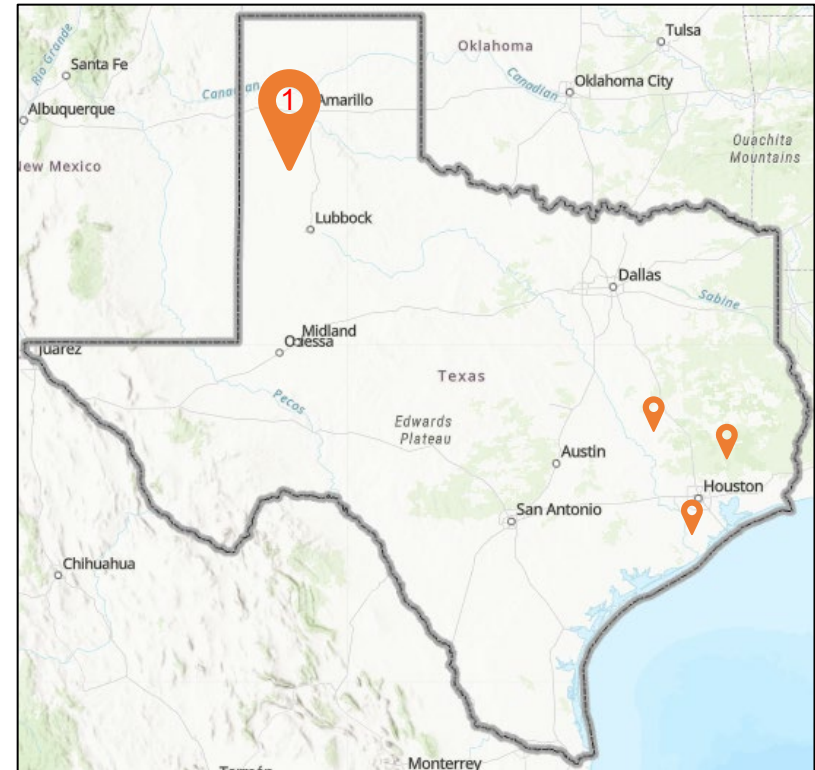 Tulsa
Oklahoma
Rio Grande
Santa Fe
Oklahoma City
Canadian
Canadian
1
Amarillo
Albuquerque
Ouachita
Mountains
New Mexico
Lubbock
Dallas
Sabine
Midland
Odessa
Juarez
Texas
Pecos
Edwards
Plateau
Austin
Houston
San Antonio
Chihuahua
Monterrey